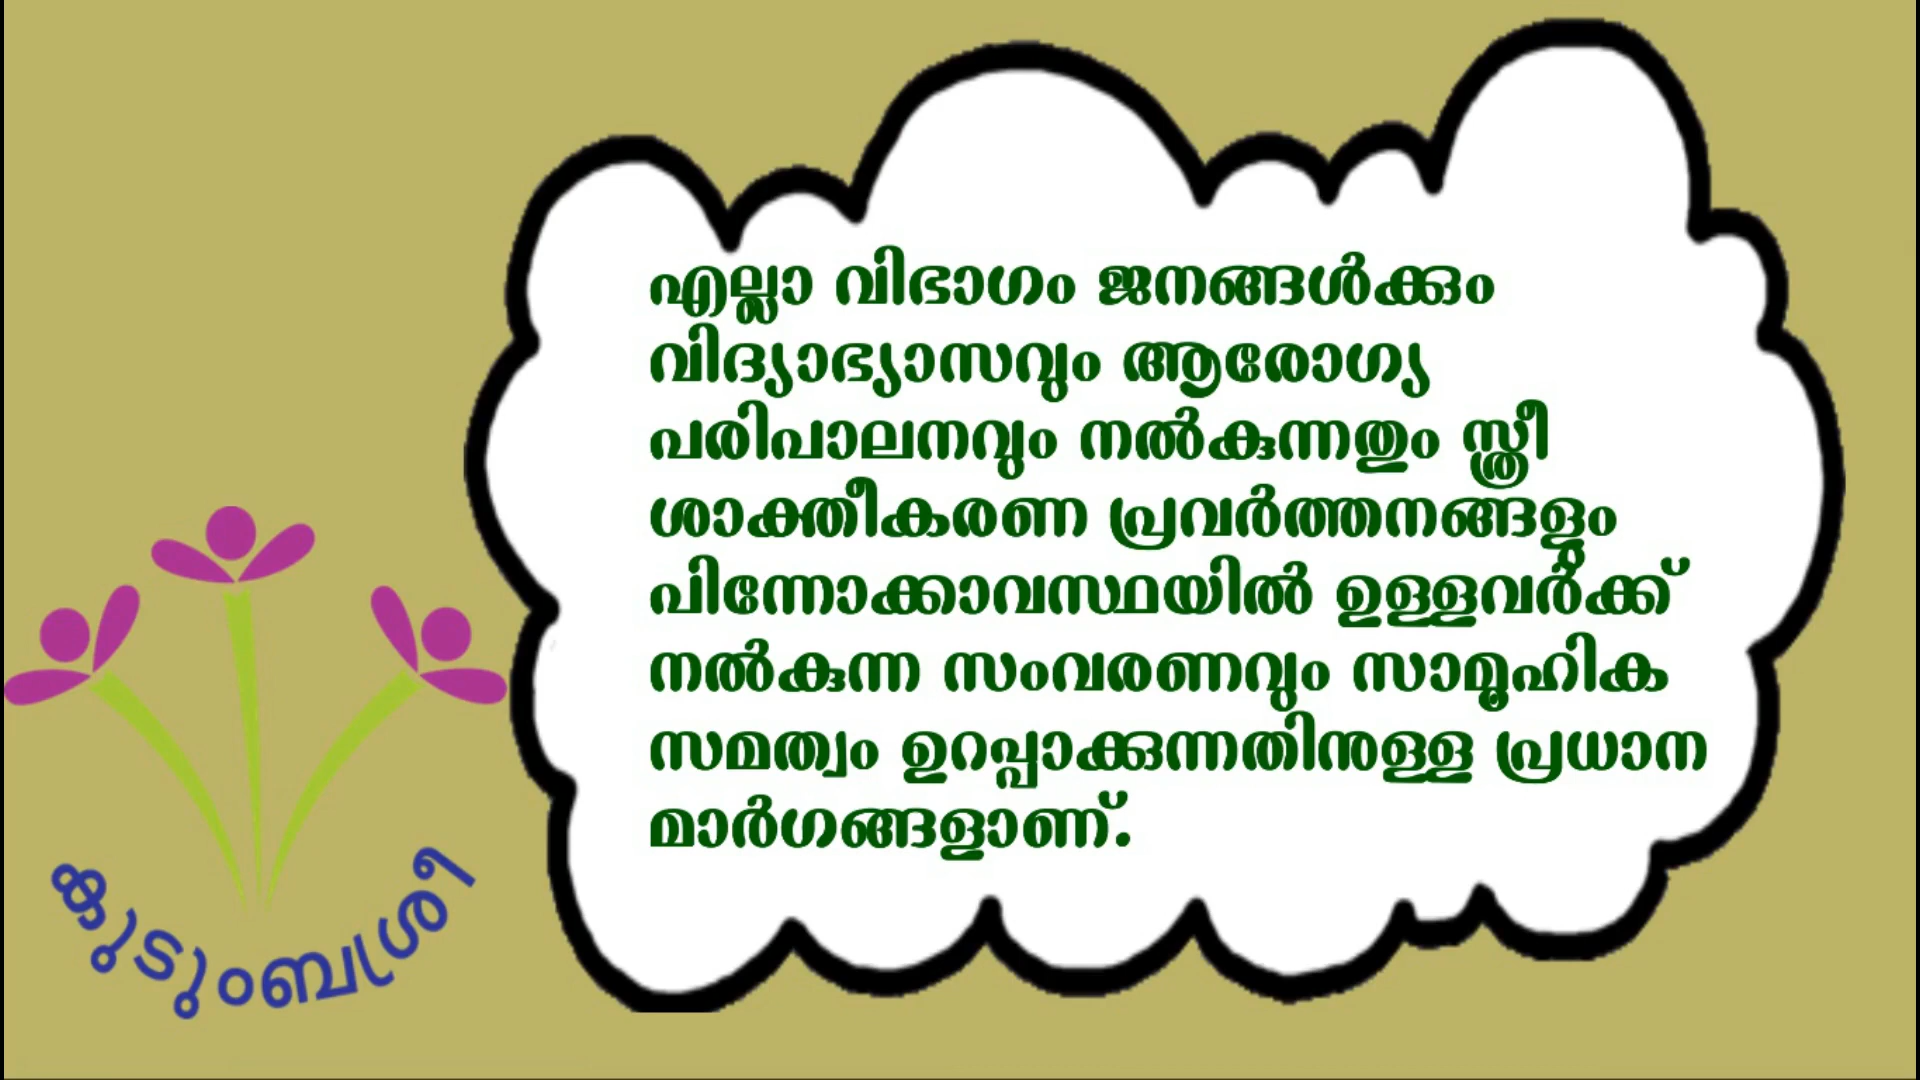 എല്ലാ വിഭാഗം ജനങ്ങൾക്കും
വിദ്യാഭ്യാസവും ആരോഗ്യ
പരിപാലനവും നൽകുന്നതും സ്ത്രീ
ശാക്തീകരണ പ്രവർത്തനങ്ങളും
പിന്നോക്കാവസ്ഥയിൽ ഉള്ളവർക്ക്
നൽകുന്ന സംവരണവും സാമൂഹിക
സമത്വം ഉറപ്പാക്കുന്നതിനുള്ള പ്രധാന
മാർഗങ്ങളാണ്.
കുടുംബശ്രീ